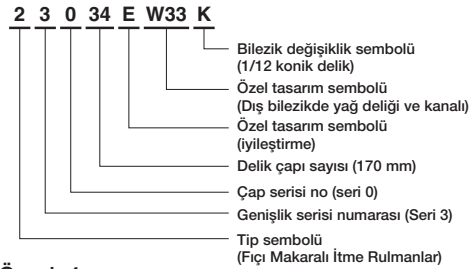 2 3 0 34 E W33 K
Bilezik değişiklik sembolü
(1/12 konik delik)
Özel tasarım sembolü
(Dış bilezikde yağ deliği ve kanalı)
Özel tasarım sembolü
(iyileştirme)
Delik çapı sayısı (170 mm)
Çap serisi no (seri 0)
Genişlik serisi numarası (Seri 3)
Tip sembolü
(Fıçı Makaralı İtme Rulmanlar)